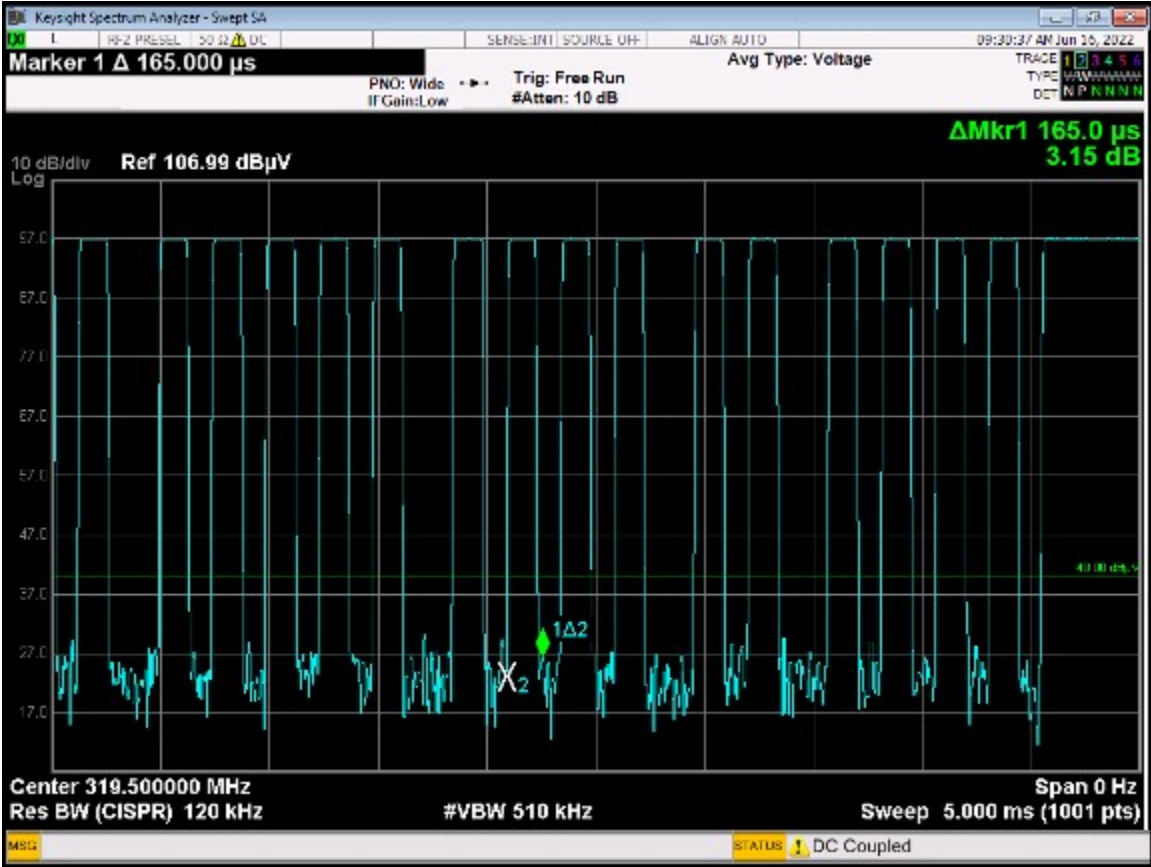 Keysight Spectrum Analyzer - Swept SA
L RF2 PRESEL 50 Ω DC SENSE:INT SOURCE OFF ALIGN AUTO 09:30:37 AM Jun 16, 2022
Marker 1 Δ 165.000 µs
PNO: Wide
IFGain:Low
Trig: Free Run
#Atten: 10 dB
Avg Type: Voltage
TRACE 1 2 3 4 5 6
TYPE
DET N P N N N N
ΔMkr1 165.0 µs
3.15 dB
10 dB/div Ref 106.99 dBµV
Log
97.0
87.0
77.0
67.0
57.0
47.0
40.00 dBµV
37.0
1Δ2
27.0
X2
17.0
Center 319.500000 MHz Span 0 Hz
Res BW (CISPR) 120 kHz #VBW 510 kHz Sweep 5.000 ms (1001 pts)
MSG STATUS DC Coupled